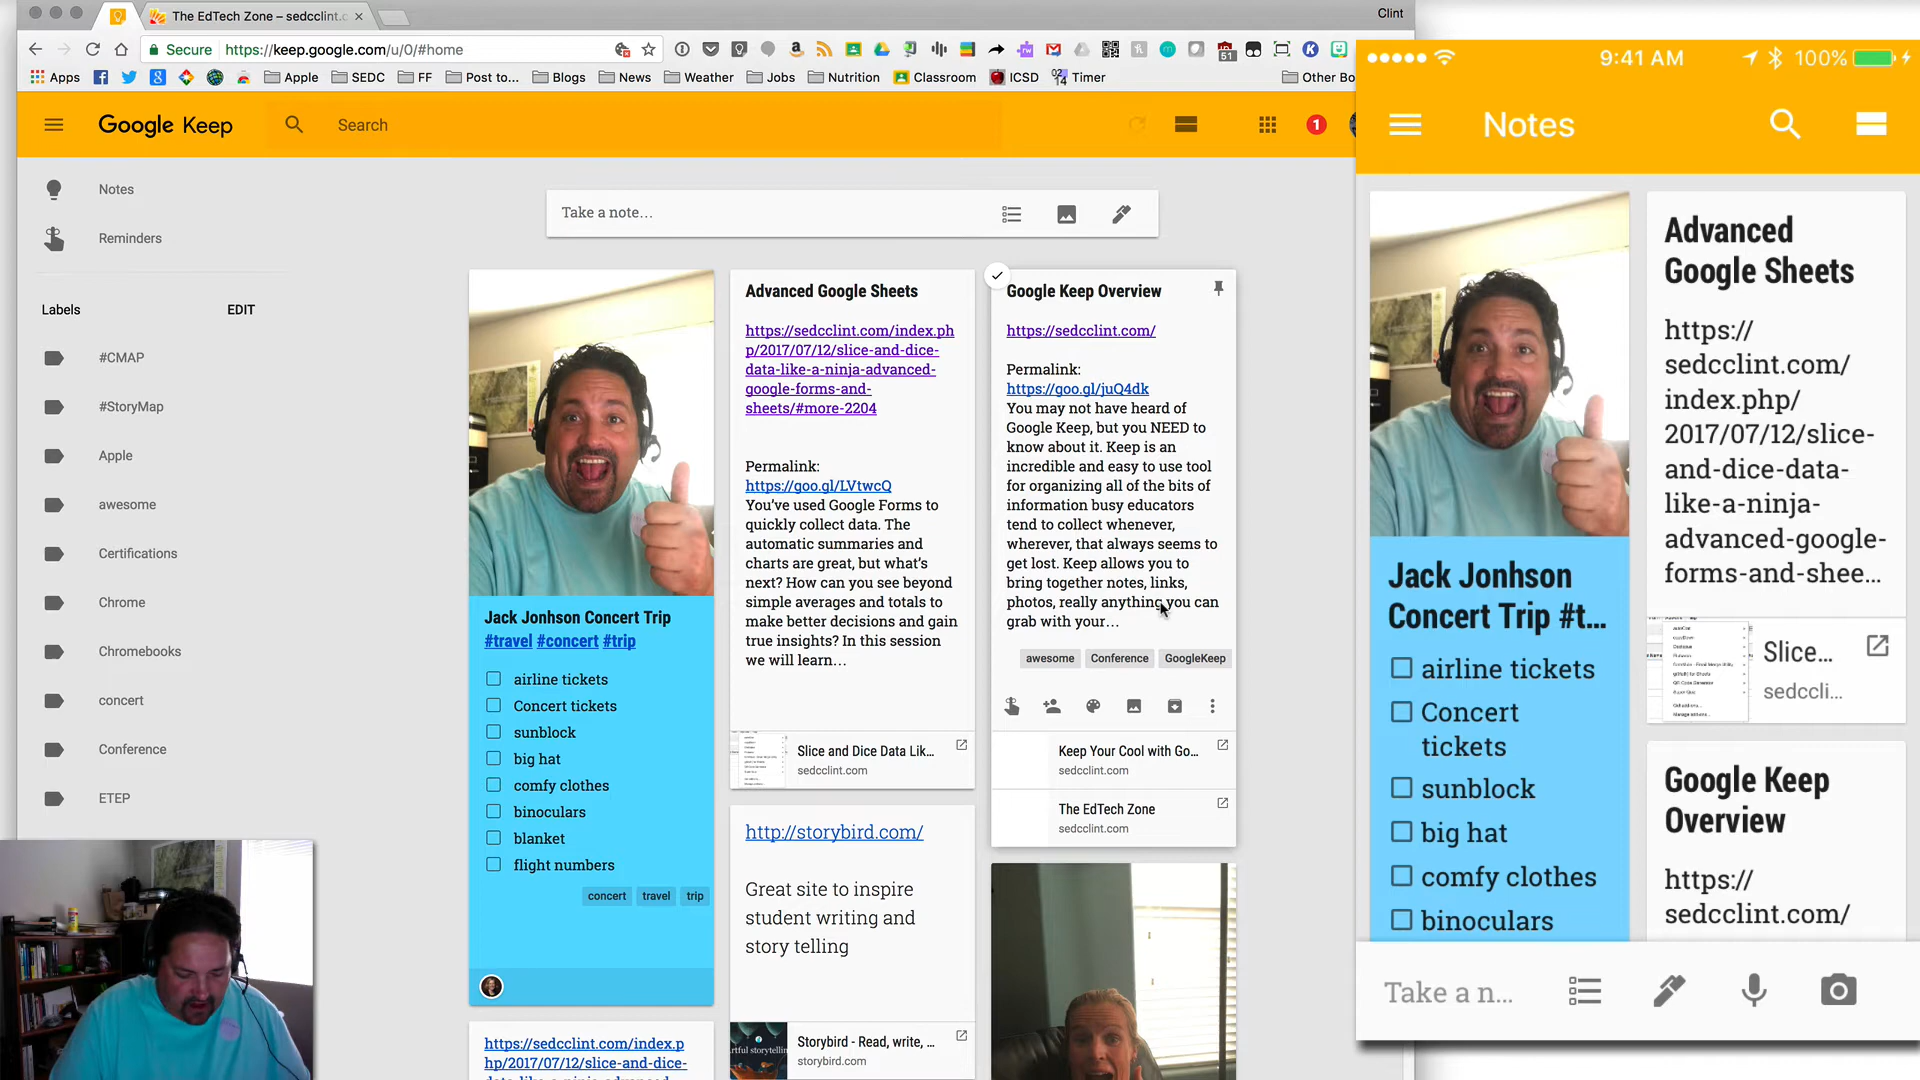 The EdTech Zone – sedcclint.c
Clint
Secure
https://keep.google.com/u/0/#home
51
Apps
Apple
SEDC
FF
Post to...
Blogs
News
Weather
Jobs
Nutrition
Classroom
ICSD
Timer
Other Bo
Google Keep
Search
1
Notes
Reminders
Labels
EDIT
#CMAP
#StoryMap
Apple
awesome
Certifications
Chrome
Chromebooks
concert
Conference
ETEP
Take a note…
Jack Jonhson Concert Trip
#travel #concert #trip
airline tickets
Concert tickets
sunblock
big hat
comfy clothes
binoculars
blanket
flight numbers
concert
travel
trip
https://sedcclint.com/index.p
hp/2017/07/12/slice-and-dice-
Advanced Google Sheets
https://sedcclint.com/index.ph
p/2017/07/12/slice-and-dice-
data-like-a-ninja-advanced-
google-forms-and-
sheets/#more-2204
Permalink:
https://goo.gl/LVtwcQ
You’ve used Google Forms to
quickly collect data. The
automatic summaries and
charts are great, but what’s
next? How can you see beyond
simple averages and totals to
make better decisions and gain
true insights? In this session
we will learn…
Slice and Dice Data Lik...
sedcclint.com
http://storybird.com/
Great site to inspire
student writing and
story telling
Storybird - Read, write, ...
storybird.com
Google Keep Overview
https://sedcclint.com/
Permalink:
https://goo.gl/juQ4dk
You may not have heard of
Google Keep, but you NEED to
know about it. Keep is an
incredible and easy to use tool
for organizing all of the bits of
information busy educators
tend to collect whenever,
wherever, that always seems to
get lost. Keep allows you to
bring together notes, links,
photos, really anything you can
grab with your…
awesome
Conference
GoogleKeep
Keep Your Cool with Go...
sedcclint.com
The EdTech Zone
sedcclint.com
9:41 AM
100%
Notes
Jack Jonhson
Concert Trip #t...
airline tickets
Concert
tickets
sunblock
big hat
comfy clothes
binoculars
Advanced
Google Sheets
https://
sedcclint.com/
index.php/
2017/07/12/slice-
and-dice-data-
like-a-ninja-
advanced-google-
forms-and-shee...
Slice...
sedccli...
Google Keep
Overview
https://
sedcclint.com/
Take a n...